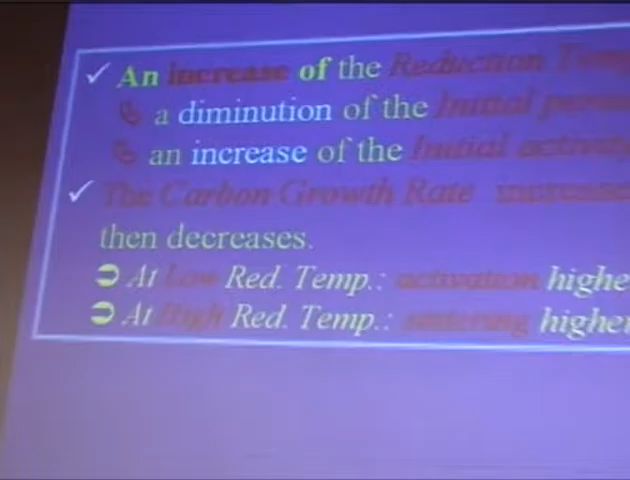 An increase of the Reduction Temp
a diminution of the Initial perm
an increase of the Initial activity
The Carbon Growth Rate increase
then decreases.
At Low Red. Temp.: activation highe
At High Red. Temp.: sintering higher